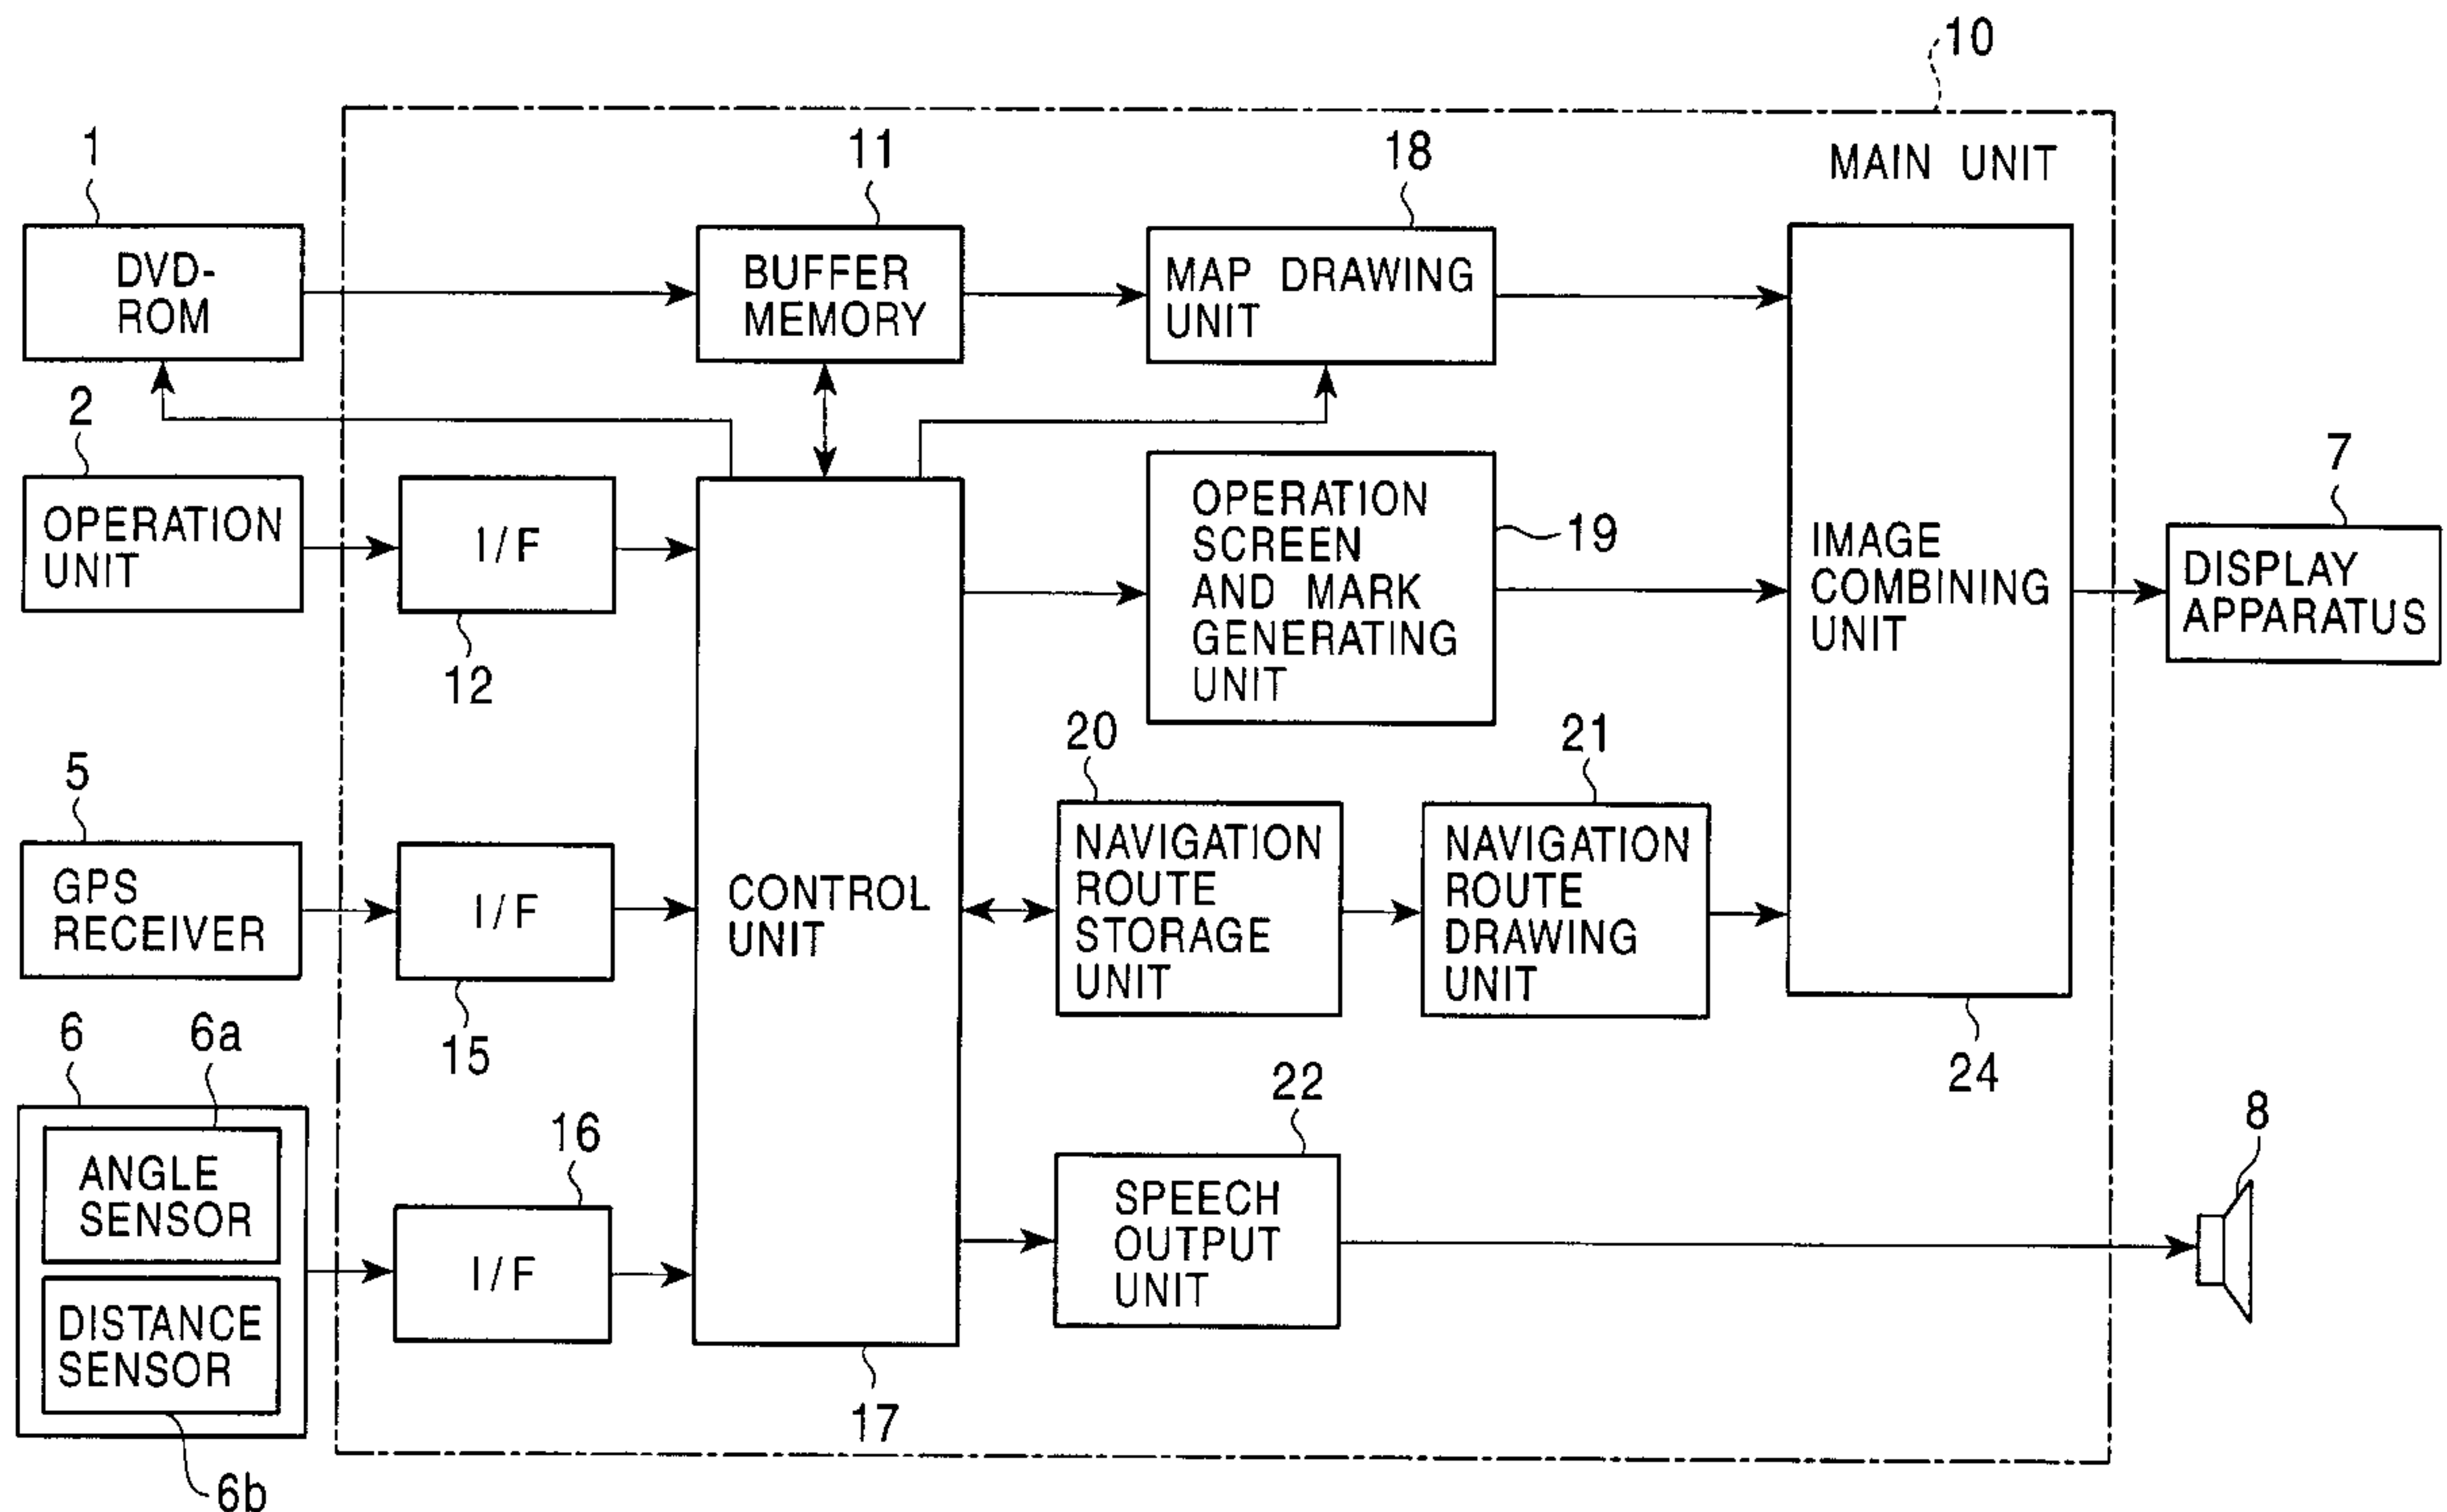 10
MAIN UNIT
1
DVD-
ROM
11
BUFFER
MEMORY
18
MAP DRAWING
UNIT
2
OPERATION
UNIT
I/F
12
OPERATION
SCREEN
AND MARK
GENERATING
UNIT
19
IMAGE
COMBINING
UNIT
24
7
DISPLAY
APPARATUS
5
GPS
RECEIVER
I/F
15
CONTROL
UNIT
17
20
NAVIGATION
ROUTE
STORAGE
UNIT
21
NAVIGATION
ROUTE
DRAWING
UNIT
6
6a
ANGLE
SENSOR
DISTANCE
SENSOR
6b
16
I/F
22
SPEECH
OUTPUT
UNIT
8